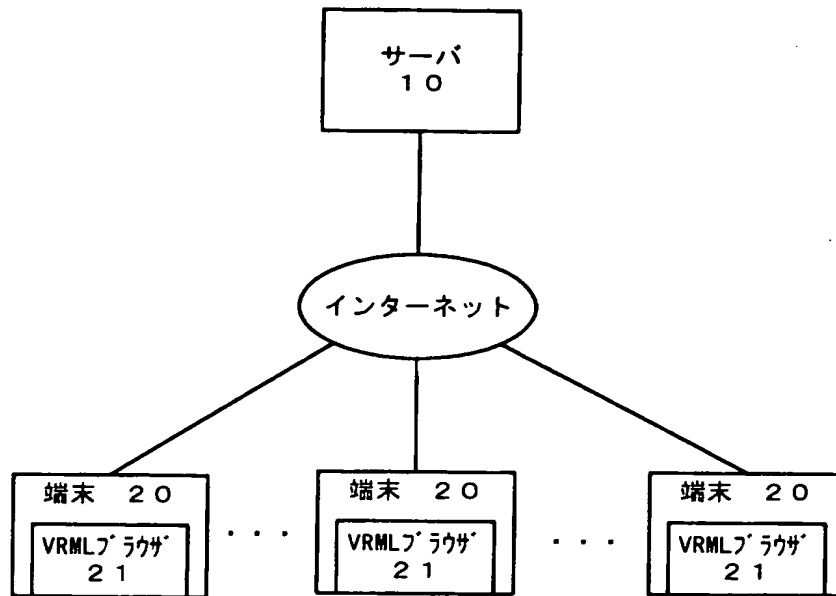 サーバ
１０
インターネット
端末　２０
端末　２０
端末　２０
VRMLﾌﾞﾗｳｻﾞ
２１
. . .
VRMLﾌﾞﾗｳｻﾞ
２１
. . .
VRMLﾌﾞﾗｳｻﾞ
２１